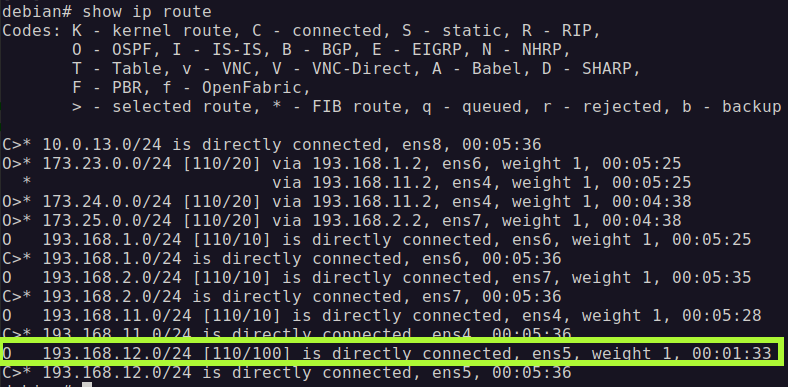 debian# show ip route
Codes: K - kernel route, C - connected, S - static, R - RIP,
O - OSPF, I - IS-IS, B - BGP, E - EIGRP, N - NHRP,
T - Table, v - VNC, V - VNC-Direct, A - Babel, D - SHARP,
F - PBR, f - OpenFabric,
> - selected route, * - FIB route, q - queued, r - rejected, b - backup
C>* 10.0.13.0/24 is directly connected, ens8, 00:05:36
O>* 173.23.0.0/24 [110/20] via 193.168.1.2, ens6, weight 1, 00:05:25
* via 193.168.11.2, ens4, weight 1, 00:05:25
O>* 173.24.0.0/24 [110/20] via 193.168.11.2, ens4, weight 1, 00:04:38
O>* 173.25.0.0/24 [110/20] via 193.168.2.2, ens7, weight 1, 00:04:38
O 193.168.1.0/24 [110/10] is directly connected, ens6, weight 1, 00:05:25
C>* 193.168.1.0/24 is directly connected, ens6, 00:05:36
O 193.168.2.0/24 [110/10] is directly connected, ens7, weight 1, 00:05:35
C>* 193.168.2.0/24 is directly connected, ens7, 00:05:36
O 193.168.11.0/24 [110/10] is directly connected, ens4, weight 1, 00:05:28
C>* 193.168.11.0/24 is directly connected, ens4, 00:05:36
O 193.168.12.0/24 [110/100] is directly connected, ens5, weight 1, 00:01:33
C>* 193.168.12.0/24 is directly connected, ens5, 00:05:36
debian#